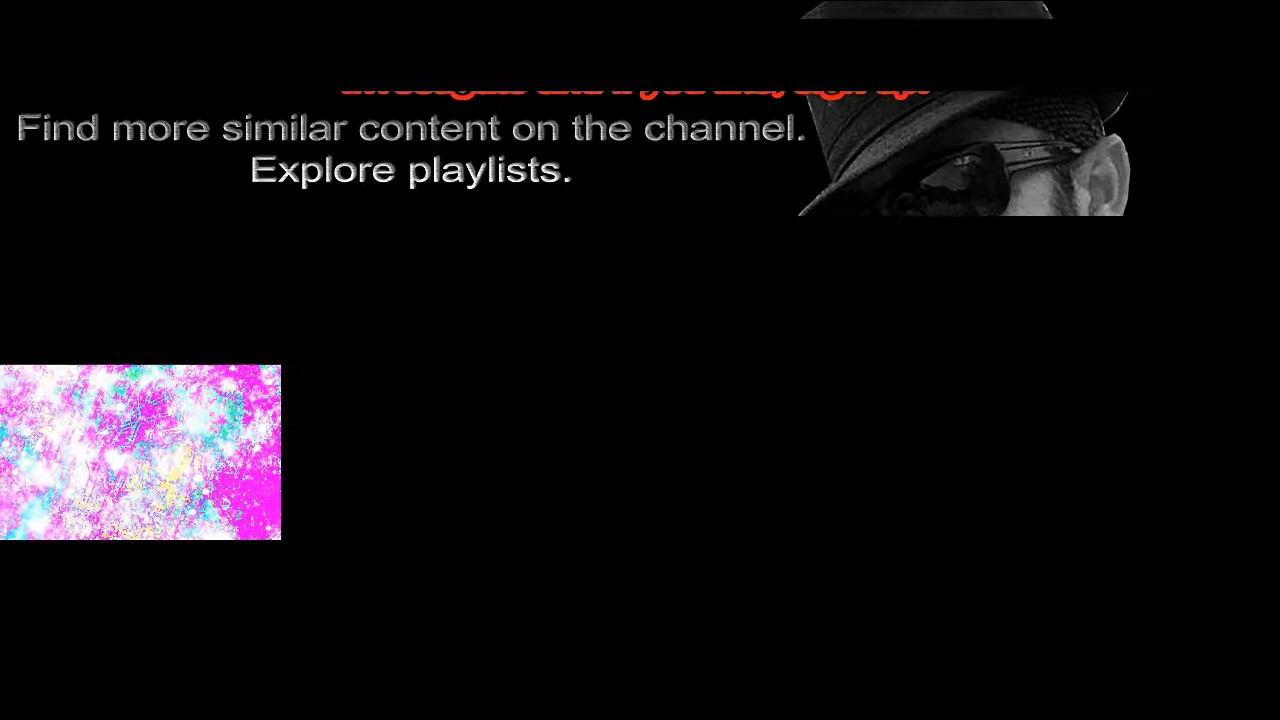 Find more similar content on the channel.
Explore playlists.